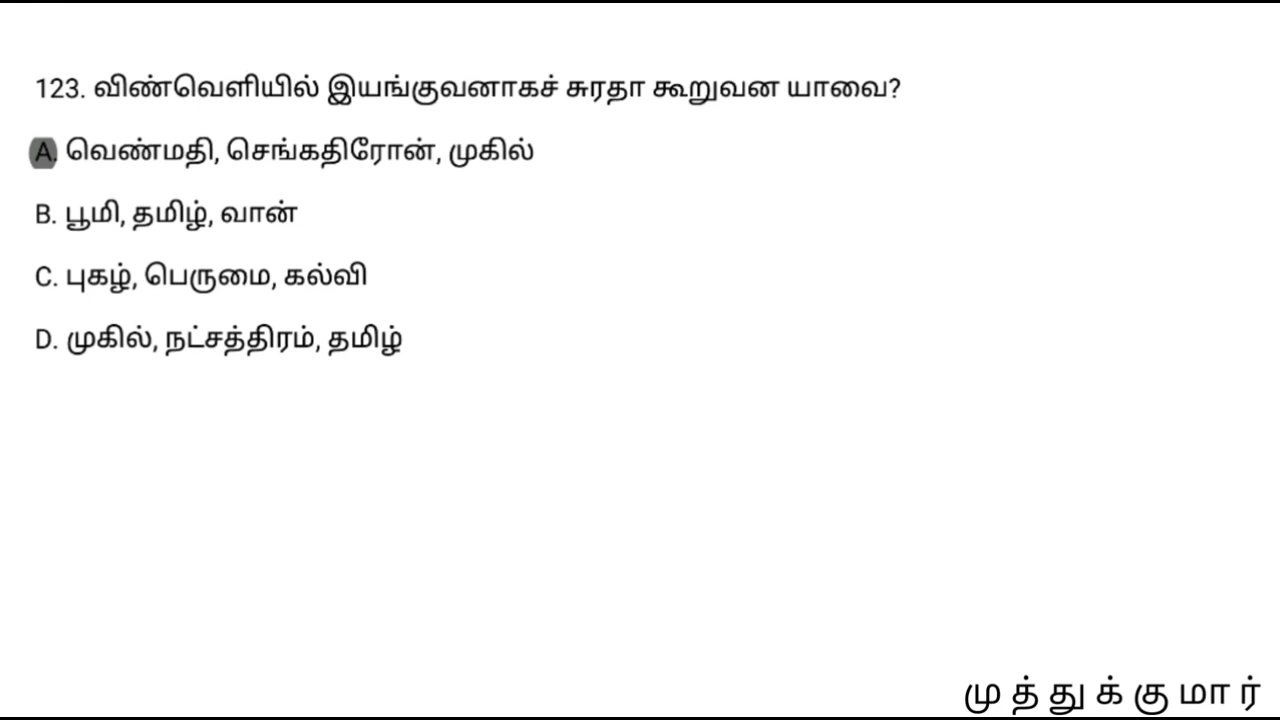 123. விண்வெளியில் இயங்குவனாகச் சுரதா கூறுவன யாவை?
A. வெண்மதி, செங்கதிரோன், முகில்
B. பூமி, தமிழ், வான்
C. புகழ், பெருமை, கல்வி
D. முகில், நட்சத்திரம், தமிழ்
மு த் து க் கு மா ர்